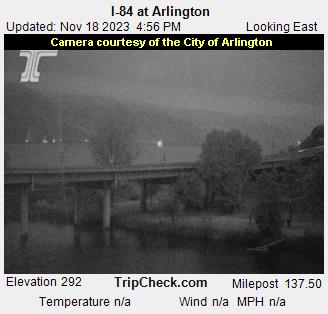 I-84 at Arlington
Updated: Nov 18 2023 4:56 PM Looking East
Camera courtesy of the City of Arlington
Elevation 292 TripCheck.com Milepost 137.50
Temperature n/a Wind n/a MPH n/a